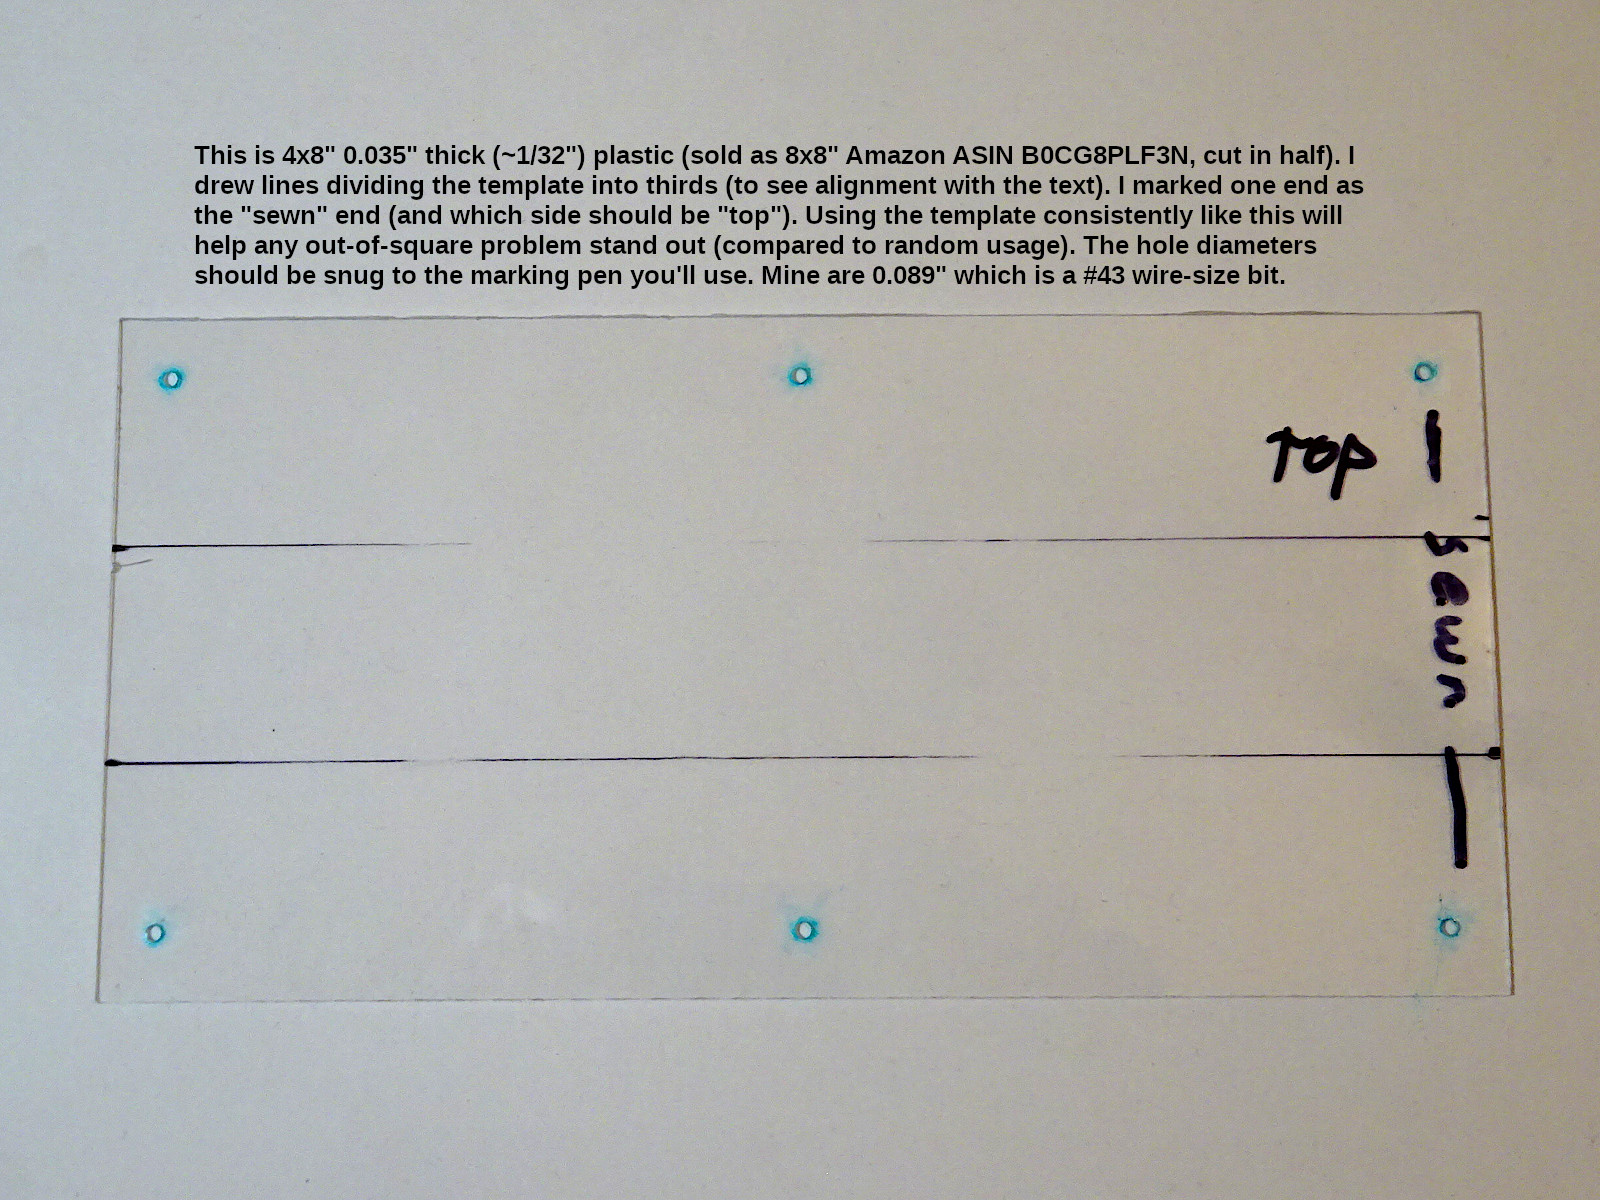 This is 4x8" 0.035" thick (~1/32") plastic (sold as 8x8" Amazon ASIN B0CG8PLF3N, cut in half). I
drew lines dividing the template into thirds (to see alignment with the text). I marked one end as
the "sewn" end (and which side should be "top"). Using the template consistently like this will
help any out-of-square problem stand out (compared to random usage). The hole diameters
should be snug to the marking pen you'll use. Mine are 0.089" which is a #43 wire-size bit.
TOP
sewn